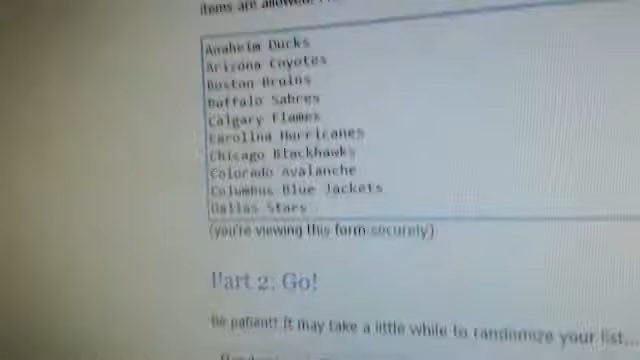 items are allowed.
Anaheim Ducks
Arizona Coyotes
Boston Bruins
Buffalo Sabres
Calgary Flames
Carolina Hurricanes
Chicago Blackhawks
Colorado Avalanche
Columbus Blue Jackets
Dallas Stars
(you're viewing this form securely)
Part 2: Go!
Be patient! It may take a little while to randomize your list...